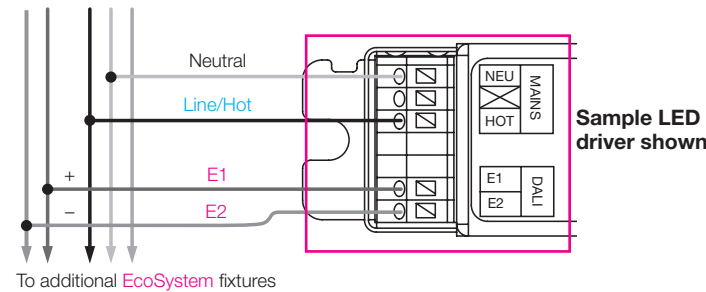 Neutral
Line/Hot
+
E1
–
E2
NEU
HOT
MAINS
E1
E2
DALI
Sample LED
driver shown
To additional EcoSystem fixtures